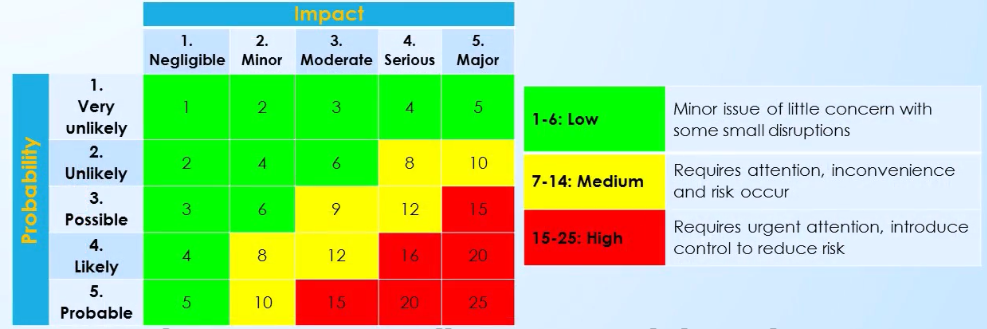 Impact
1. 2. 3. 4. 5.
Negligible Minor Moderate Serious Major
Probability
1.
Very
unlikely
1 2 3 4 5
2.
Unlikely
2 4 6 8 10
3.
Possible
3 6 9 12 15
4.
Likely
4 8 12 16 20
5.
Probable
5 10 15 20 25
1-6: Low
Minor issue of little concern with
some small disruptions
7-14: Medium
Requires attention, inconvenience
and risk occur
15-25: High
Requires urgent attention, introduce
control to reduce risk